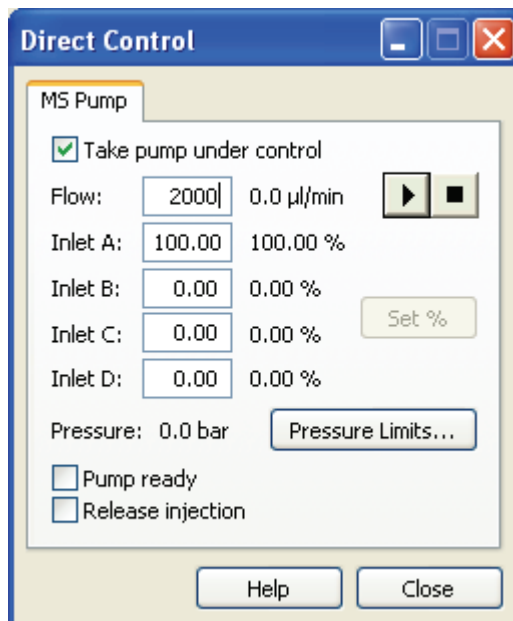 Direct Control
MS Pump
Take pump under control
Flow: 2000 0.0 µl/min
Inlet A: 100.00 100.00 %
Inlet B: 0.00 0.00 %
Set %
Inlet C: 0.00 0.00 %
Inlet D: 0.00 0.00 %
Pressure: 0.0 bar Pressure Limits...
Pump ready
Release injection
Help Close